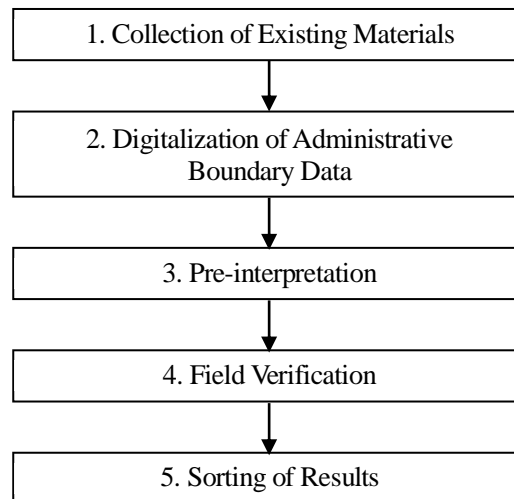 1. Collection of Existing Materials
2. Digitalization of Administrative
Boundary Data
3. Pre-interpretation
4. Field Verification
5. Sorting of Results